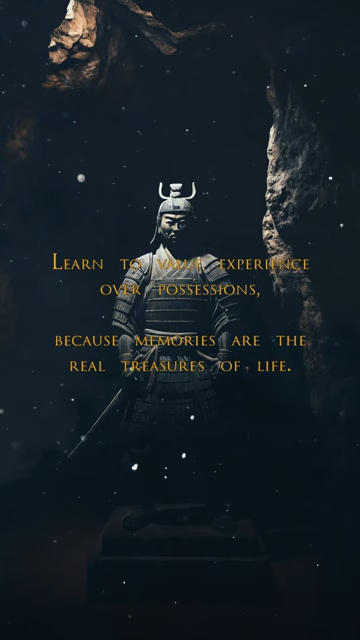 Learn to value experience
over possessions,
because memories are the
real treasures of life.